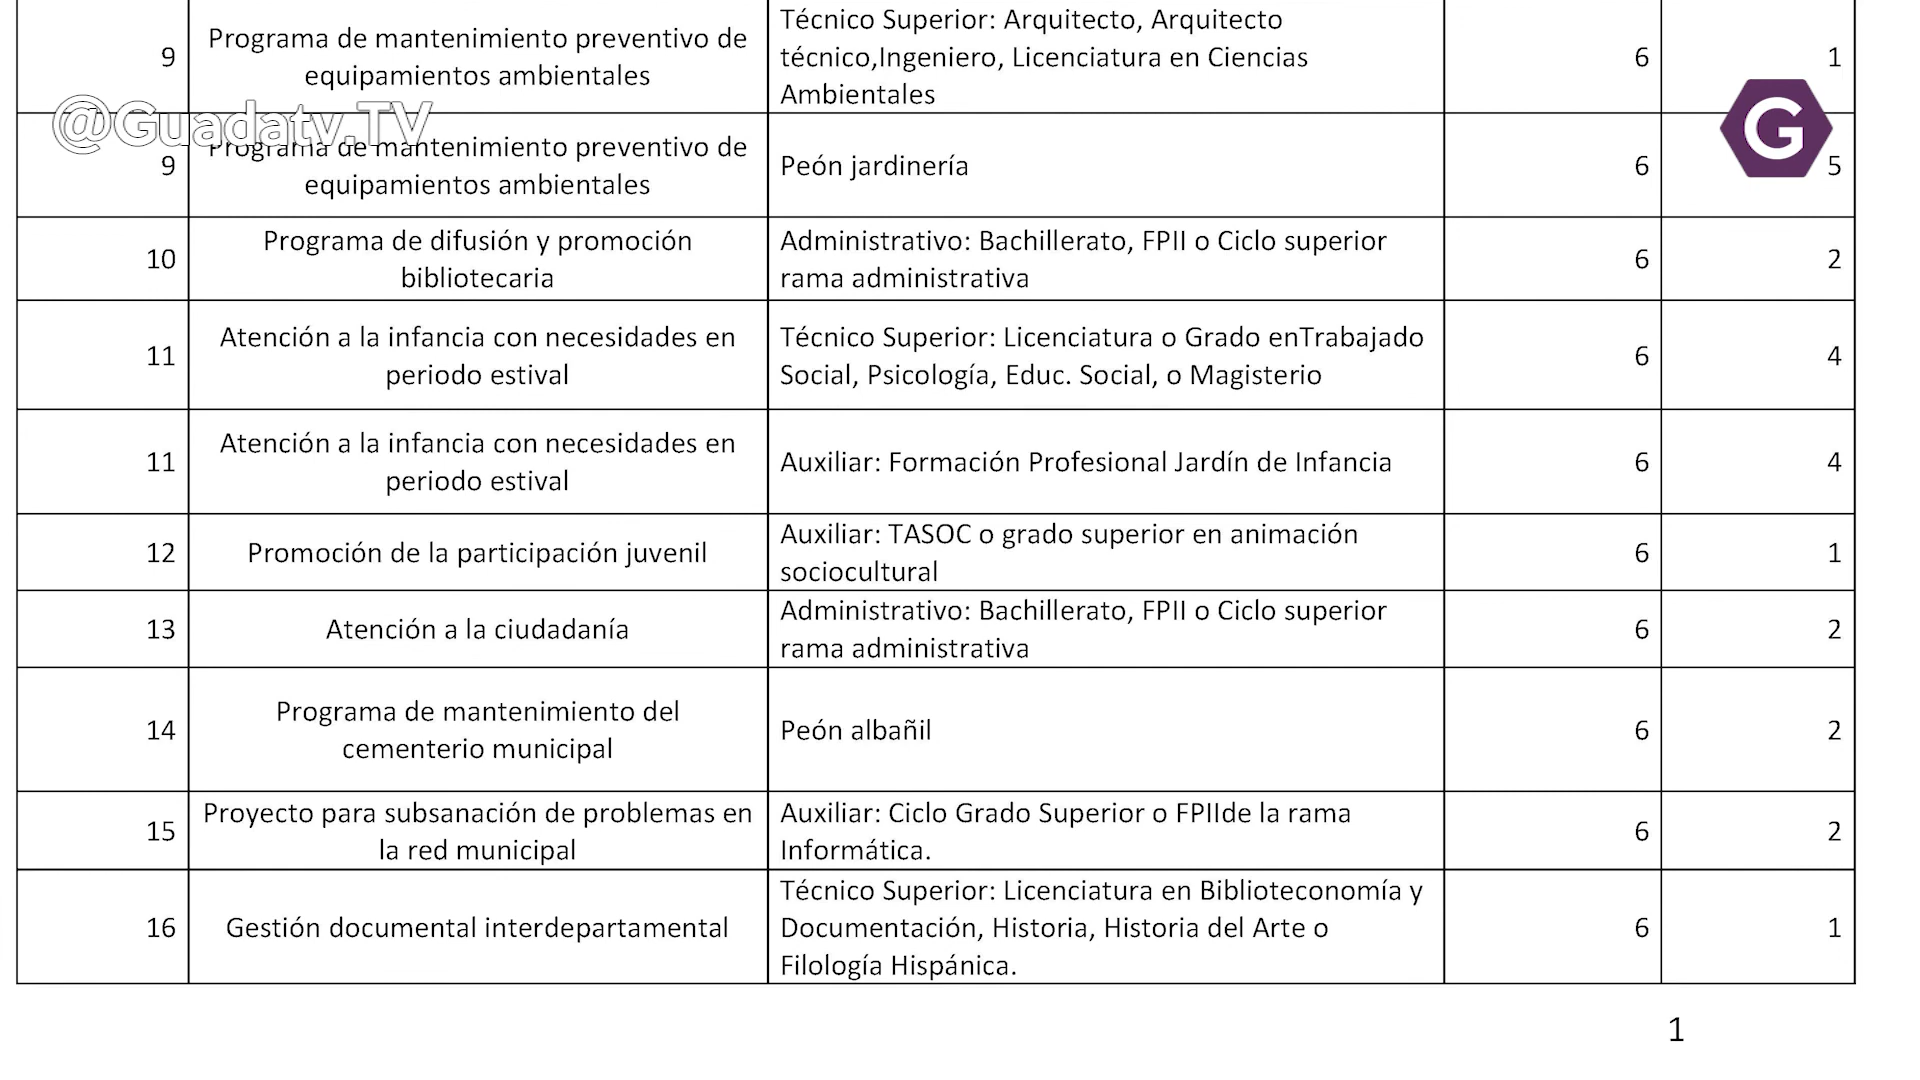 Técnico Superior: Arquitecto, Arquitecto
9 Programa de mantenimiento preventivo de técnico,Ingeniero, Licenciatura en Ciencias 6 1
equipamientos ambientales Ambientales
@Guadatv.TV
G
9 Programa de mantenimiento preventivo de Peón jardinería 6 5
equipamientos ambientales
10 Programa de difusión y promoción Administrativo: Bachillerato, FPII o Ciclo superior 6 2
bibliotecaria rama administrativa
11 Atención a la infancia con necesidades en Técnico Superior: Licenciatura o Grado enTrabajado 6 4
periodo estival Social, Psicología, Educ. Social, o Magisterio
11 Atención a la infancia con necesidades en Auxiliar: Formación Profesional Jardín de Infancia 6 4
periodo estival
12 Promoción de la participación juvenil Auxiliar: TASOC o grado superior en animación 6 1
sociocultural
13 Atención a la ciudadanía Administrativo: Bachillerato, FPII o Ciclo superior 6 2
rama administrativa
14 Programa de mantenimiento del Peón albañil 6 2
cementerio municipal
15 Proyecto para subsanación de problemas en Auxiliar: Ciclo Grado Superior o FPIIde la rama 6 2
la red municipal Informática.
Técnico Superior: Licenciatura en Biblioteconomía y
16 Gestión documental interdepartamental Documentación, Historia, Historia del Arte o 6 1
Filología Hispánica.
1